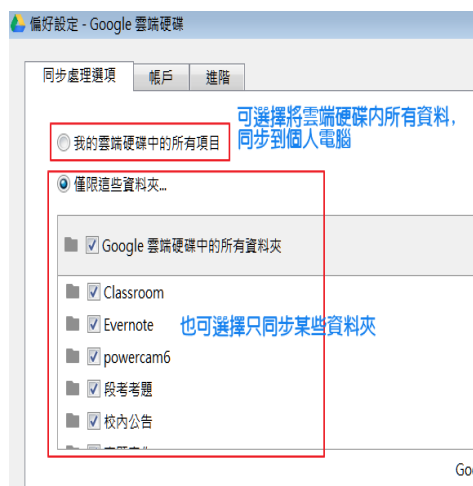 偏好設定 - Google 雲端硬碟
同步處理選項 帳戶 進階
可選擇將雲端硬碟內所有資料，
我的雲端硬碟中的所有項目 同步到個人電腦
僅限這些資料夾...
Google 雲端硬碟中的所有資料夾
Classroom
Evernote 也可選擇只同步某些資料夾
powercam6
段考考題
校內公告